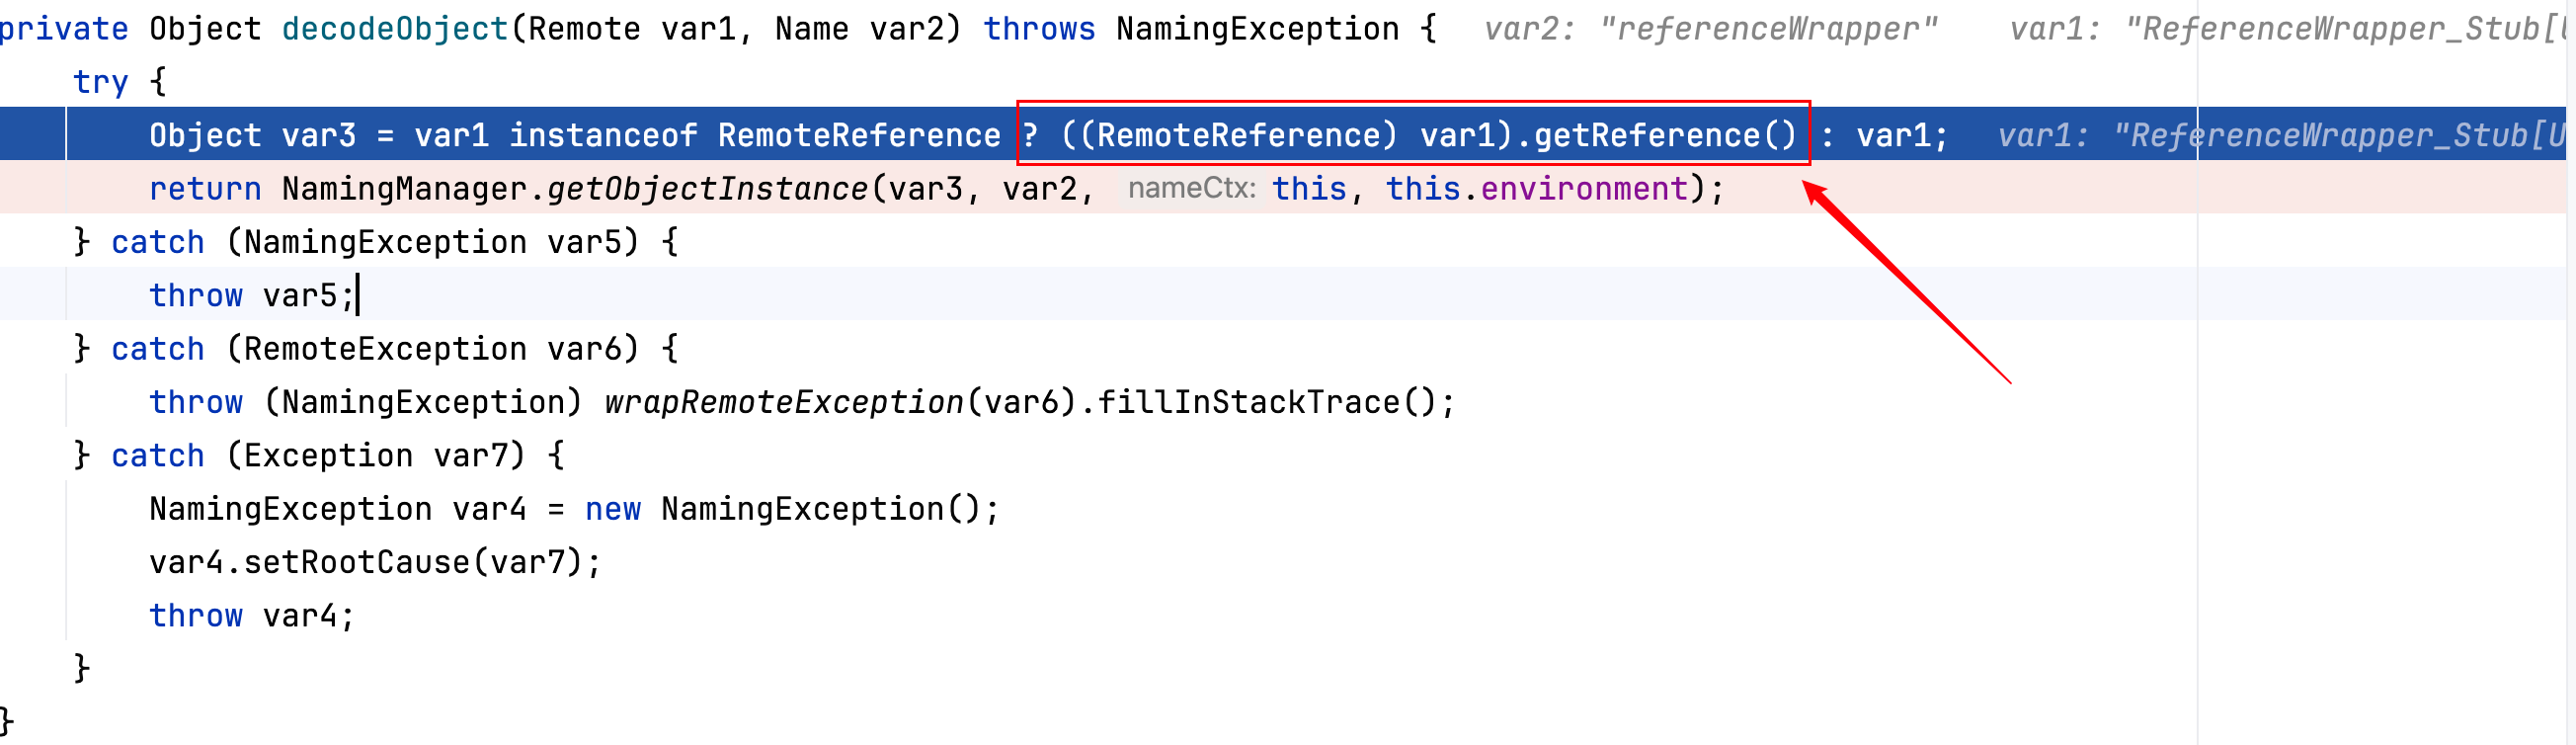 private Object decodeObject(Remote var1, Name var2) throws NamingException {   var2: "referenceWrapper"   var1: "ReferenceWrapper_Stub[U
    try {
        Object var3 = var1 instanceof RemoteReference ? ((RemoteReference) var1).getReference() : var1;   var1: "ReferenceWrapper_Stub[U
        return NamingManager.getObjectInstance(var3, var2, nameCtx: this, this.environment);
    } catch (NamingException var5) {
        throw var5;
    } catch (RemoteException var6) {
        throw (NamingException) wrapRemoteException(var6).fillInStackTrace();
    } catch (Exception var7) {
        NamingException var4 = new NamingException();
        var4.setRootCause(var7);
        throw var4;
    }
}